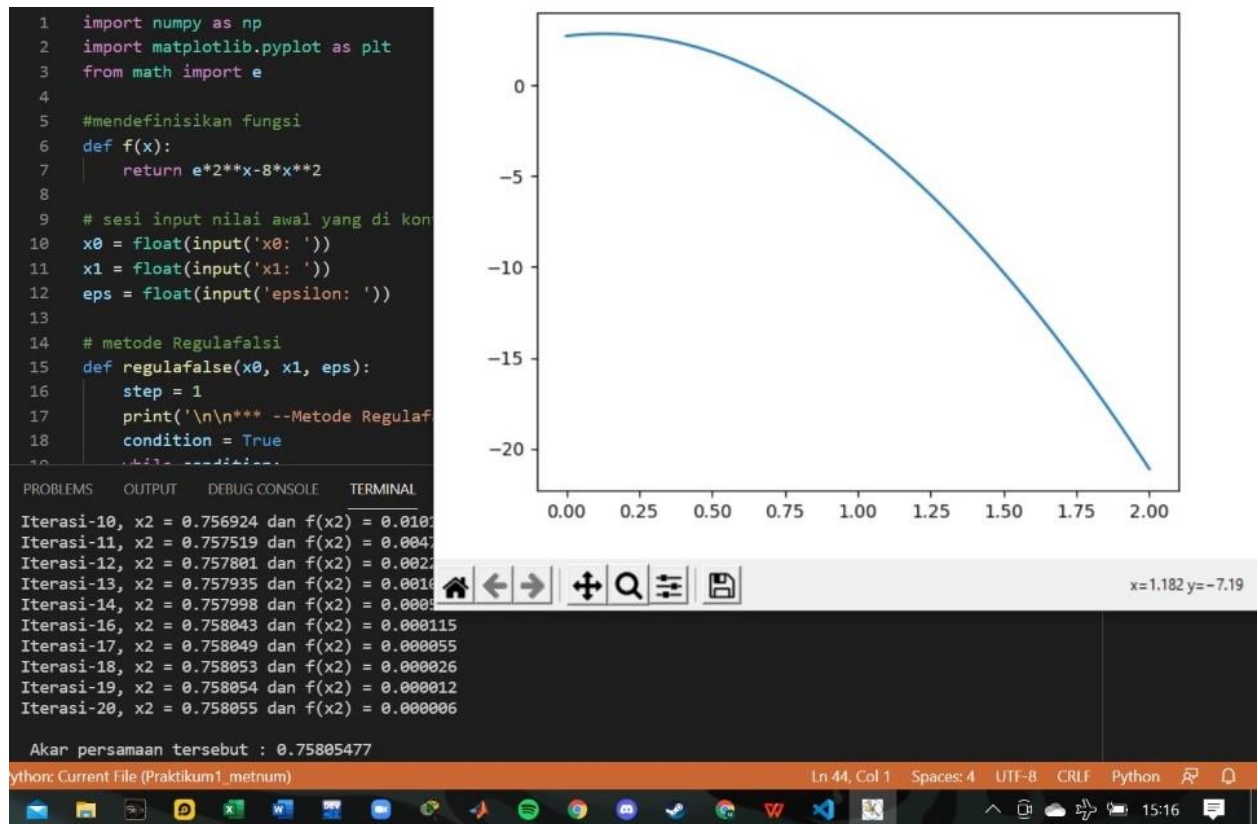 1 import numpy as np
2 import matplotlib.pyplot as plt
3 from math import e
4
5 #mendefinisikan fungsi
6 def f(x):
7 return e*2**x-8*x**2
8
9 # sesi input nilai awal yang di kon
10 x0 = float(input('x0: '))
11 x1 = float(input('x1: '))
12 eps = float(input('epsilon: '))
13
14 # metode Regulafalsi
15 def regulafalse(x0, x1, eps):
16 step = 1
17 print('\n\n*** --Metode Regulaf
18 condition = True
0
−5
−10
−15
−20
0.00 0.25 0.50 0.75 1.00 1.25 1.50 1.75 2.00
x=1.182 y=−7.19
PROBLEMS OUTPUT DEBUG CONSOLE TERMINAL
Iterasi-10, x2 = 0.756924 dan f(x2) = 0.010
Iterasi-11, x2 = 0.757519 dan f(x2) = 0.004
Iterasi-12, x2 = 0.757801 dan f(x2) = 0.002
Iterasi-13, x2 = 0.757935 dan f(x2) = 0.001
Iterasi-14, x2 = 0.757998 dan f(x2) = 0.000
Iterasi-16, x2 = 0.758043 dan f(x2) = 0.000115
Iterasi-17, x2 = 0.758049 dan f(x2) = 0.000055
Iterasi-18, x2 = 0.758053 dan f(x2) = 0.000026
Iterasi-19, x2 = 0.758054 dan f(x2) = 0.000012
Iterasi-20, x2 = 0.758055 dan f(x2) = 0.000006
Akar persamaan tersebut : 0.75805477
ython: Current File (Praktikum1_metnum) Ln 44, Col 1 Spaces: 4 UTF-8 CRLF Python
DEV 15:16